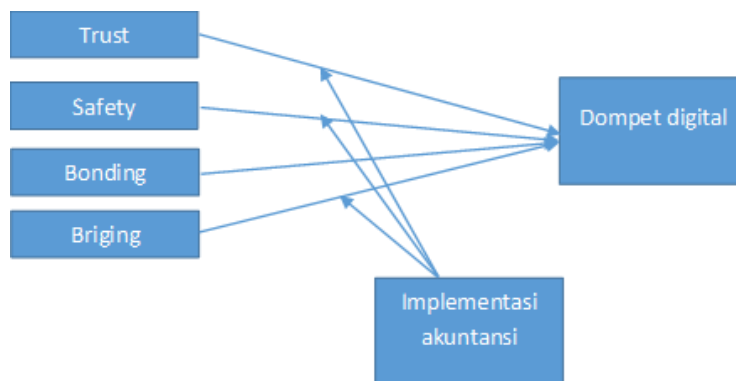 Trust
Safety
Bonding
Briging
Dompet digital
Implementasi
akuntansi